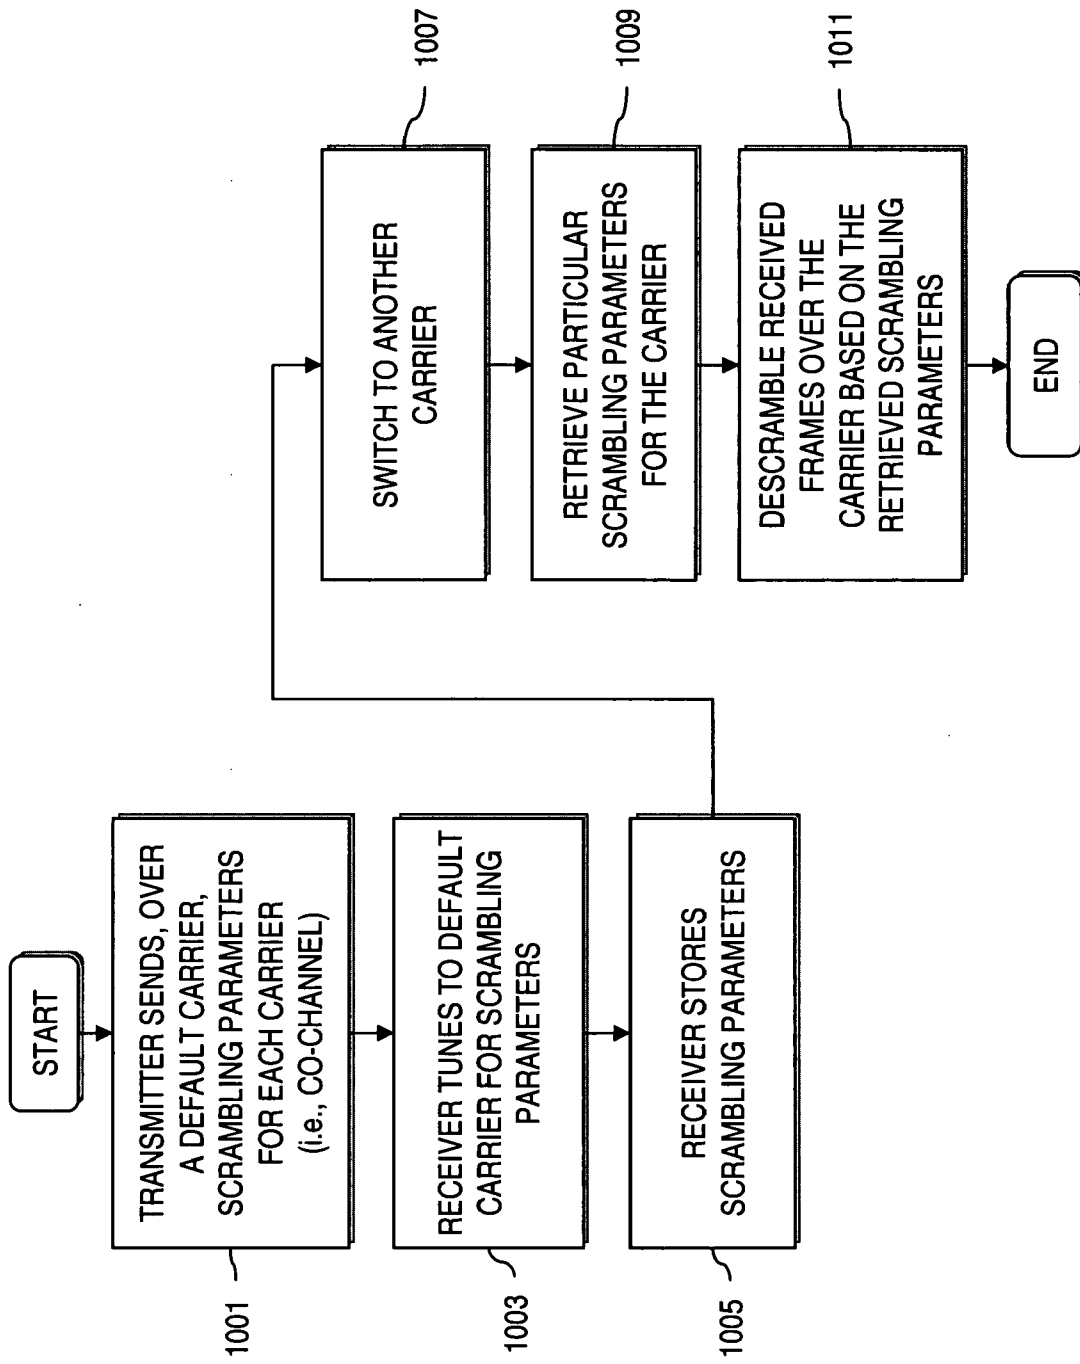 START
TRANSMITTER SENDS, OVER
A DEFAULT CARRIER,
SCRAMBLING PARAMETERS
FOR EACH CARRIER
(i.e., CO-CHANNEL)
1001
RECEIVER TUNES TO DEFAULT
CARRIER FOR SCRAMBLING
PARAMETERS
1003
RECEIVER STORES
SCRAMBLING PARAMETERS
1005
SWITCH TO ANOTHER
CARRIER
1007
RETRIEVE PARTICULAR
SCRAMBLING PARAMETERS
FOR THE CARRIER
1009
DESCRAMBLE RECEIVED
FRAMES OVER THE
CARRIER BASED ON THE
RETRIEVED SCRAMBLING
PARAMETERS
1011
END